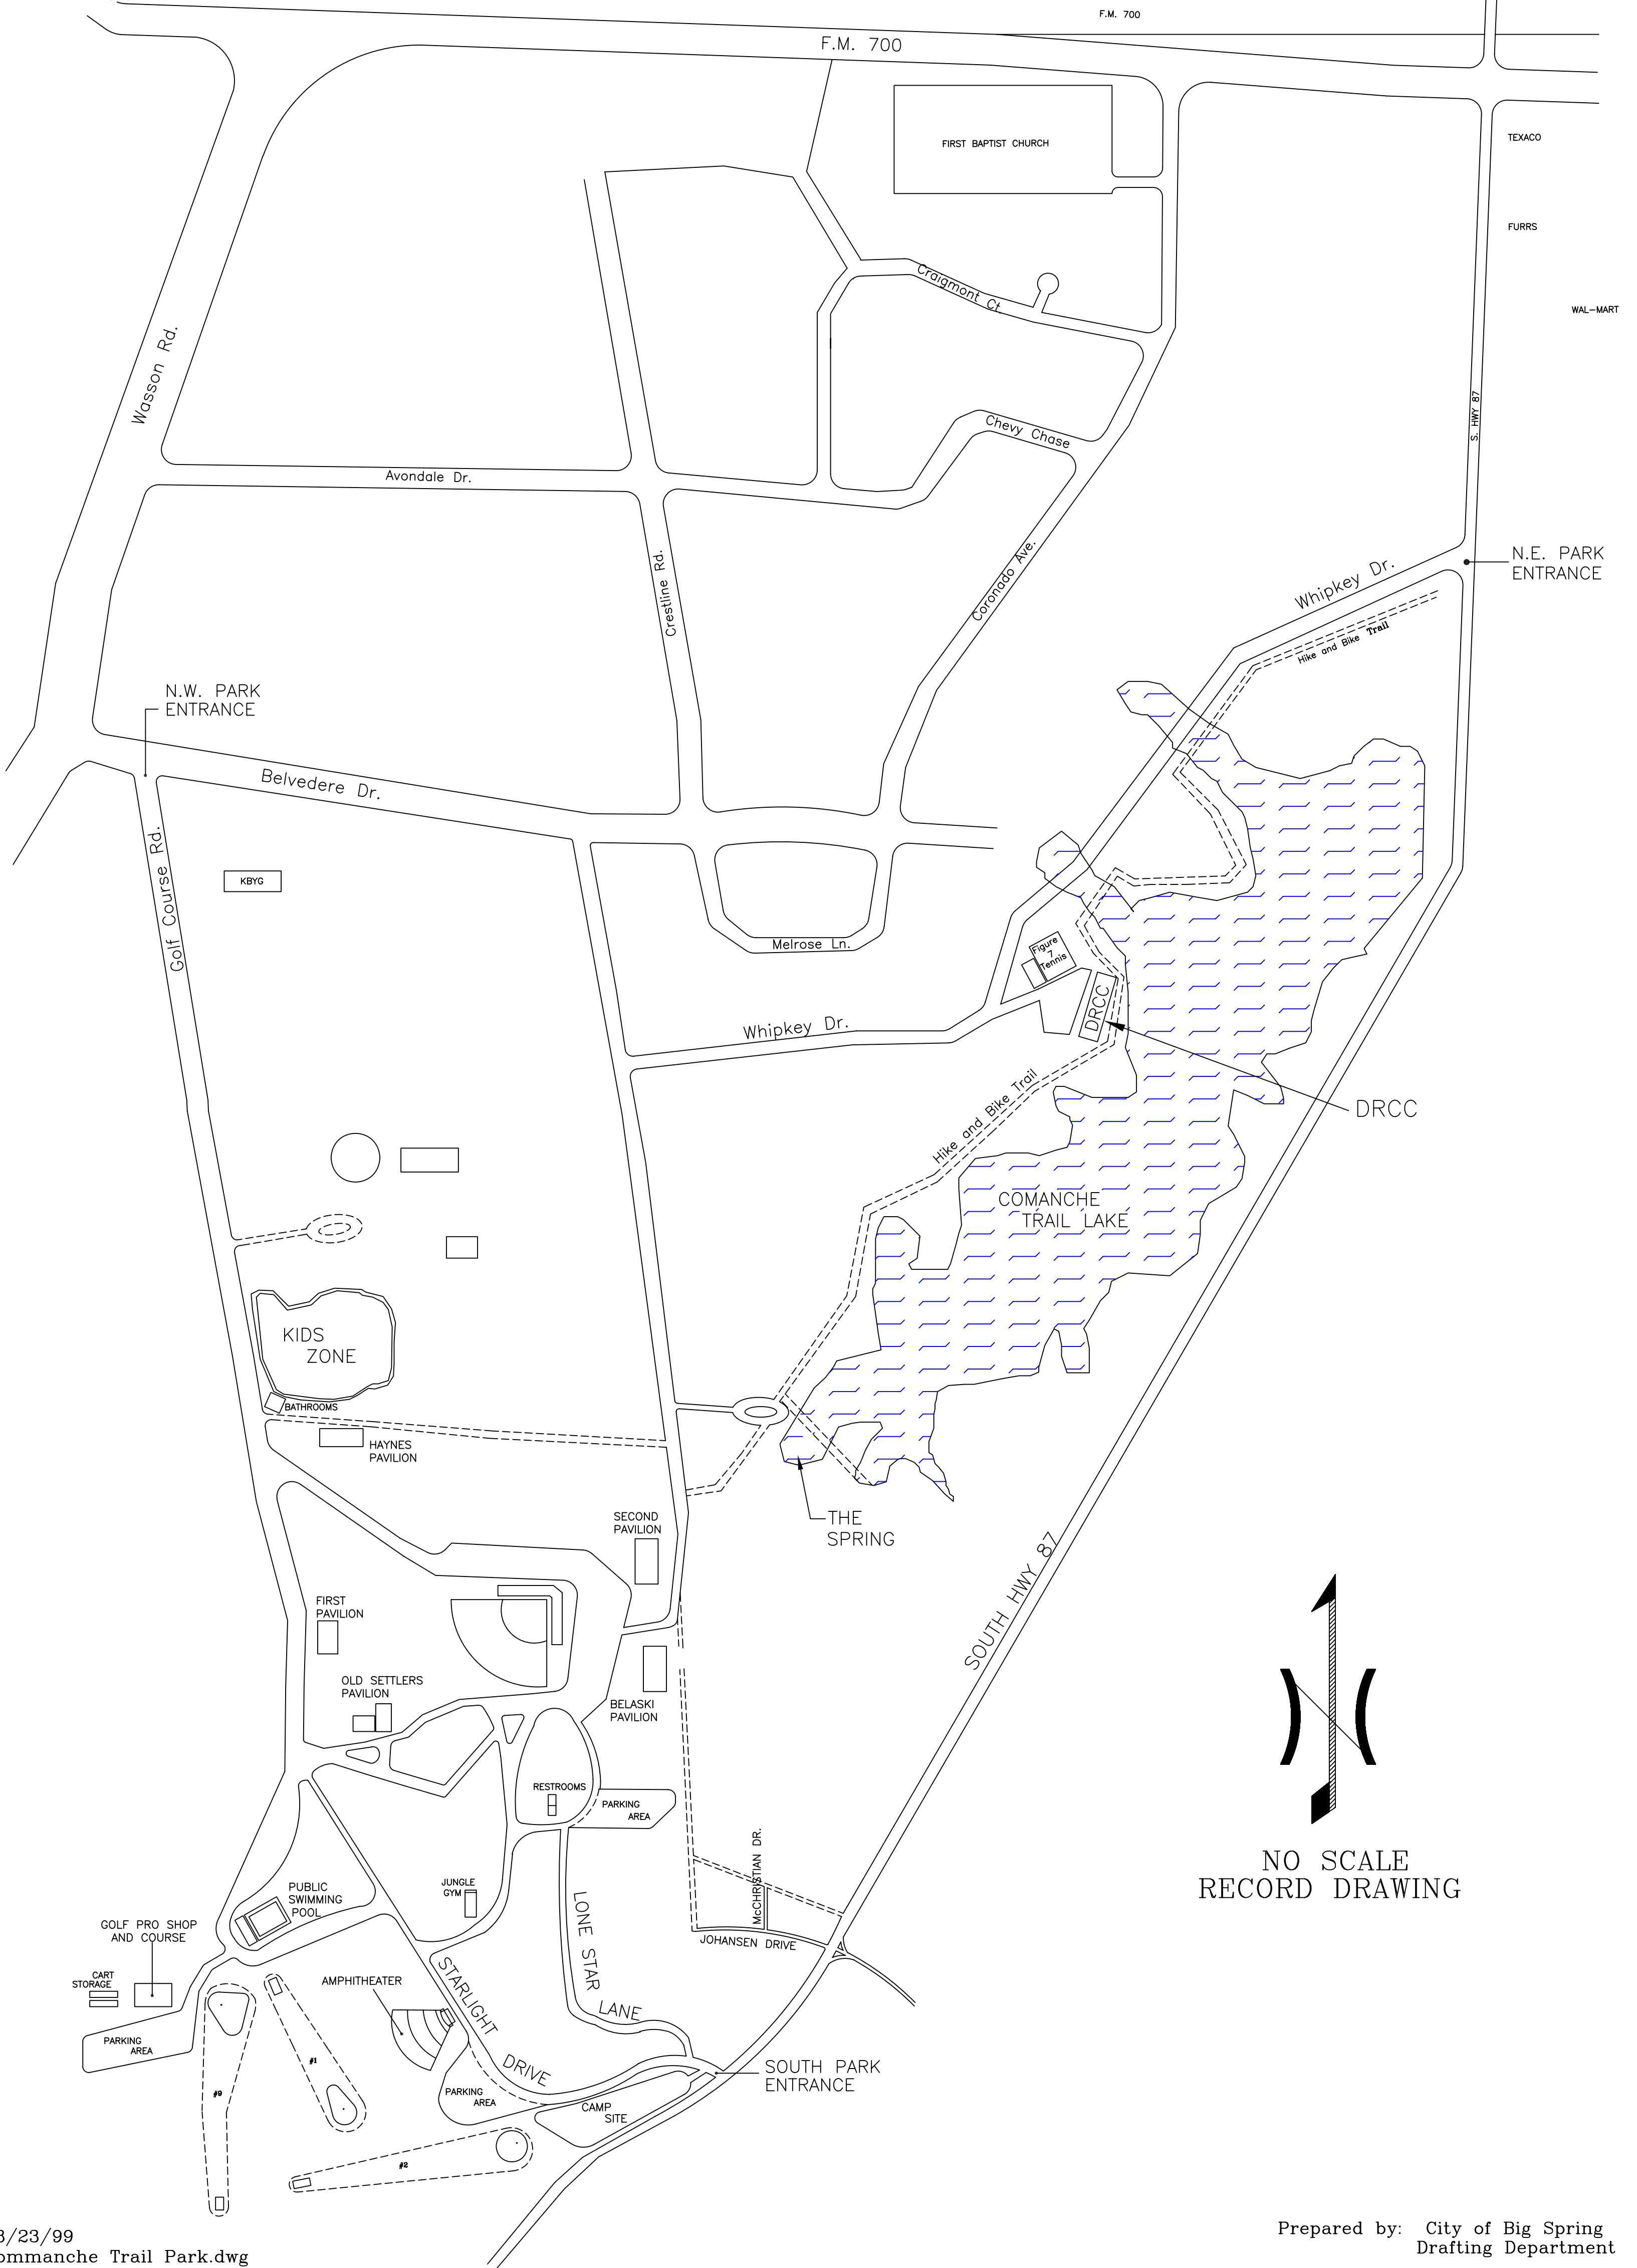 F.M. 700
F.M. 700
FIRST BAPTIST CHURCH
TEXACO
FURRS
WAL-MART
Craigmont Ct.
Wasson Rd.
Chevy Chase
S. HWY 87
Avondale Dr.
Crestline Rd.
Coronado Ave.
Whipkey Dr.
N.E. PARK
ENTRANCE
Hike and Bike Trail
N.W. PARK
ENTRANCE
Belvedere Dr.
Golf Course Rd.
KBYG
Melrose Ln.
Figure
7
Tennis
DRCC
Whipkey Dr.
DRCC
Hike and Bike Trail
COMANCHE
TRAIL LAKE
KIDS
ZONE
BATHROOMS
HAYNES
PAVILION
THE
SPRING
SECOND
PAVILION
SOUTH HWY 87
FIRST
PAVILION
OLD SETTLERS
PAVILION
BELASKI
PAVILION
RESTROOMS
PARKING
AREA
NO SCALE
RECORD DRAWING
McCHRISTIAN DR.
JOHANSEN DRIVE
JUNGLE
GYM
PUBLIC
SWIMMING
POOL
LONE STAR
LANE
GOLF PRO SHOP
AND COURSE
CART
STORAGE
AMPHITHEATER
STARLIGHT
DRIVE
PARKING
AREA
#1
#9
PARKING
AREA
CAMP
SITE
SOUTH PARK
ENTRANCE
#2
3/23/99
ommanche Trail Park.dwg
Prepared by: City of Big Spring
Drafting Department